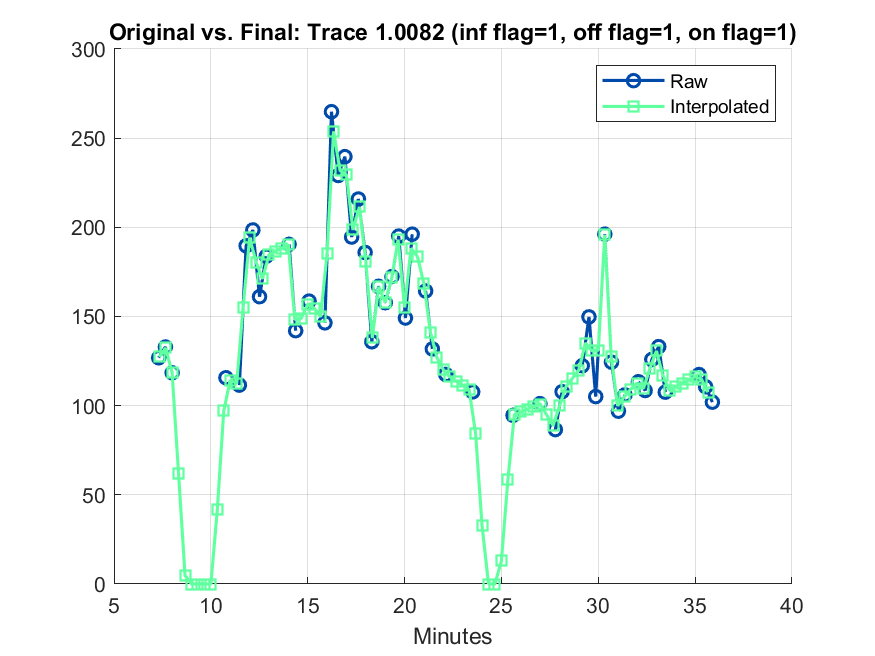 Original vs. Final: Trace 1.0082 (inf flag=1, off flag=1, on flag=1)
300
250
200
150
100
50
0
5 10 15 20 25 30 35 40
Minutes
Raw
Interpolated